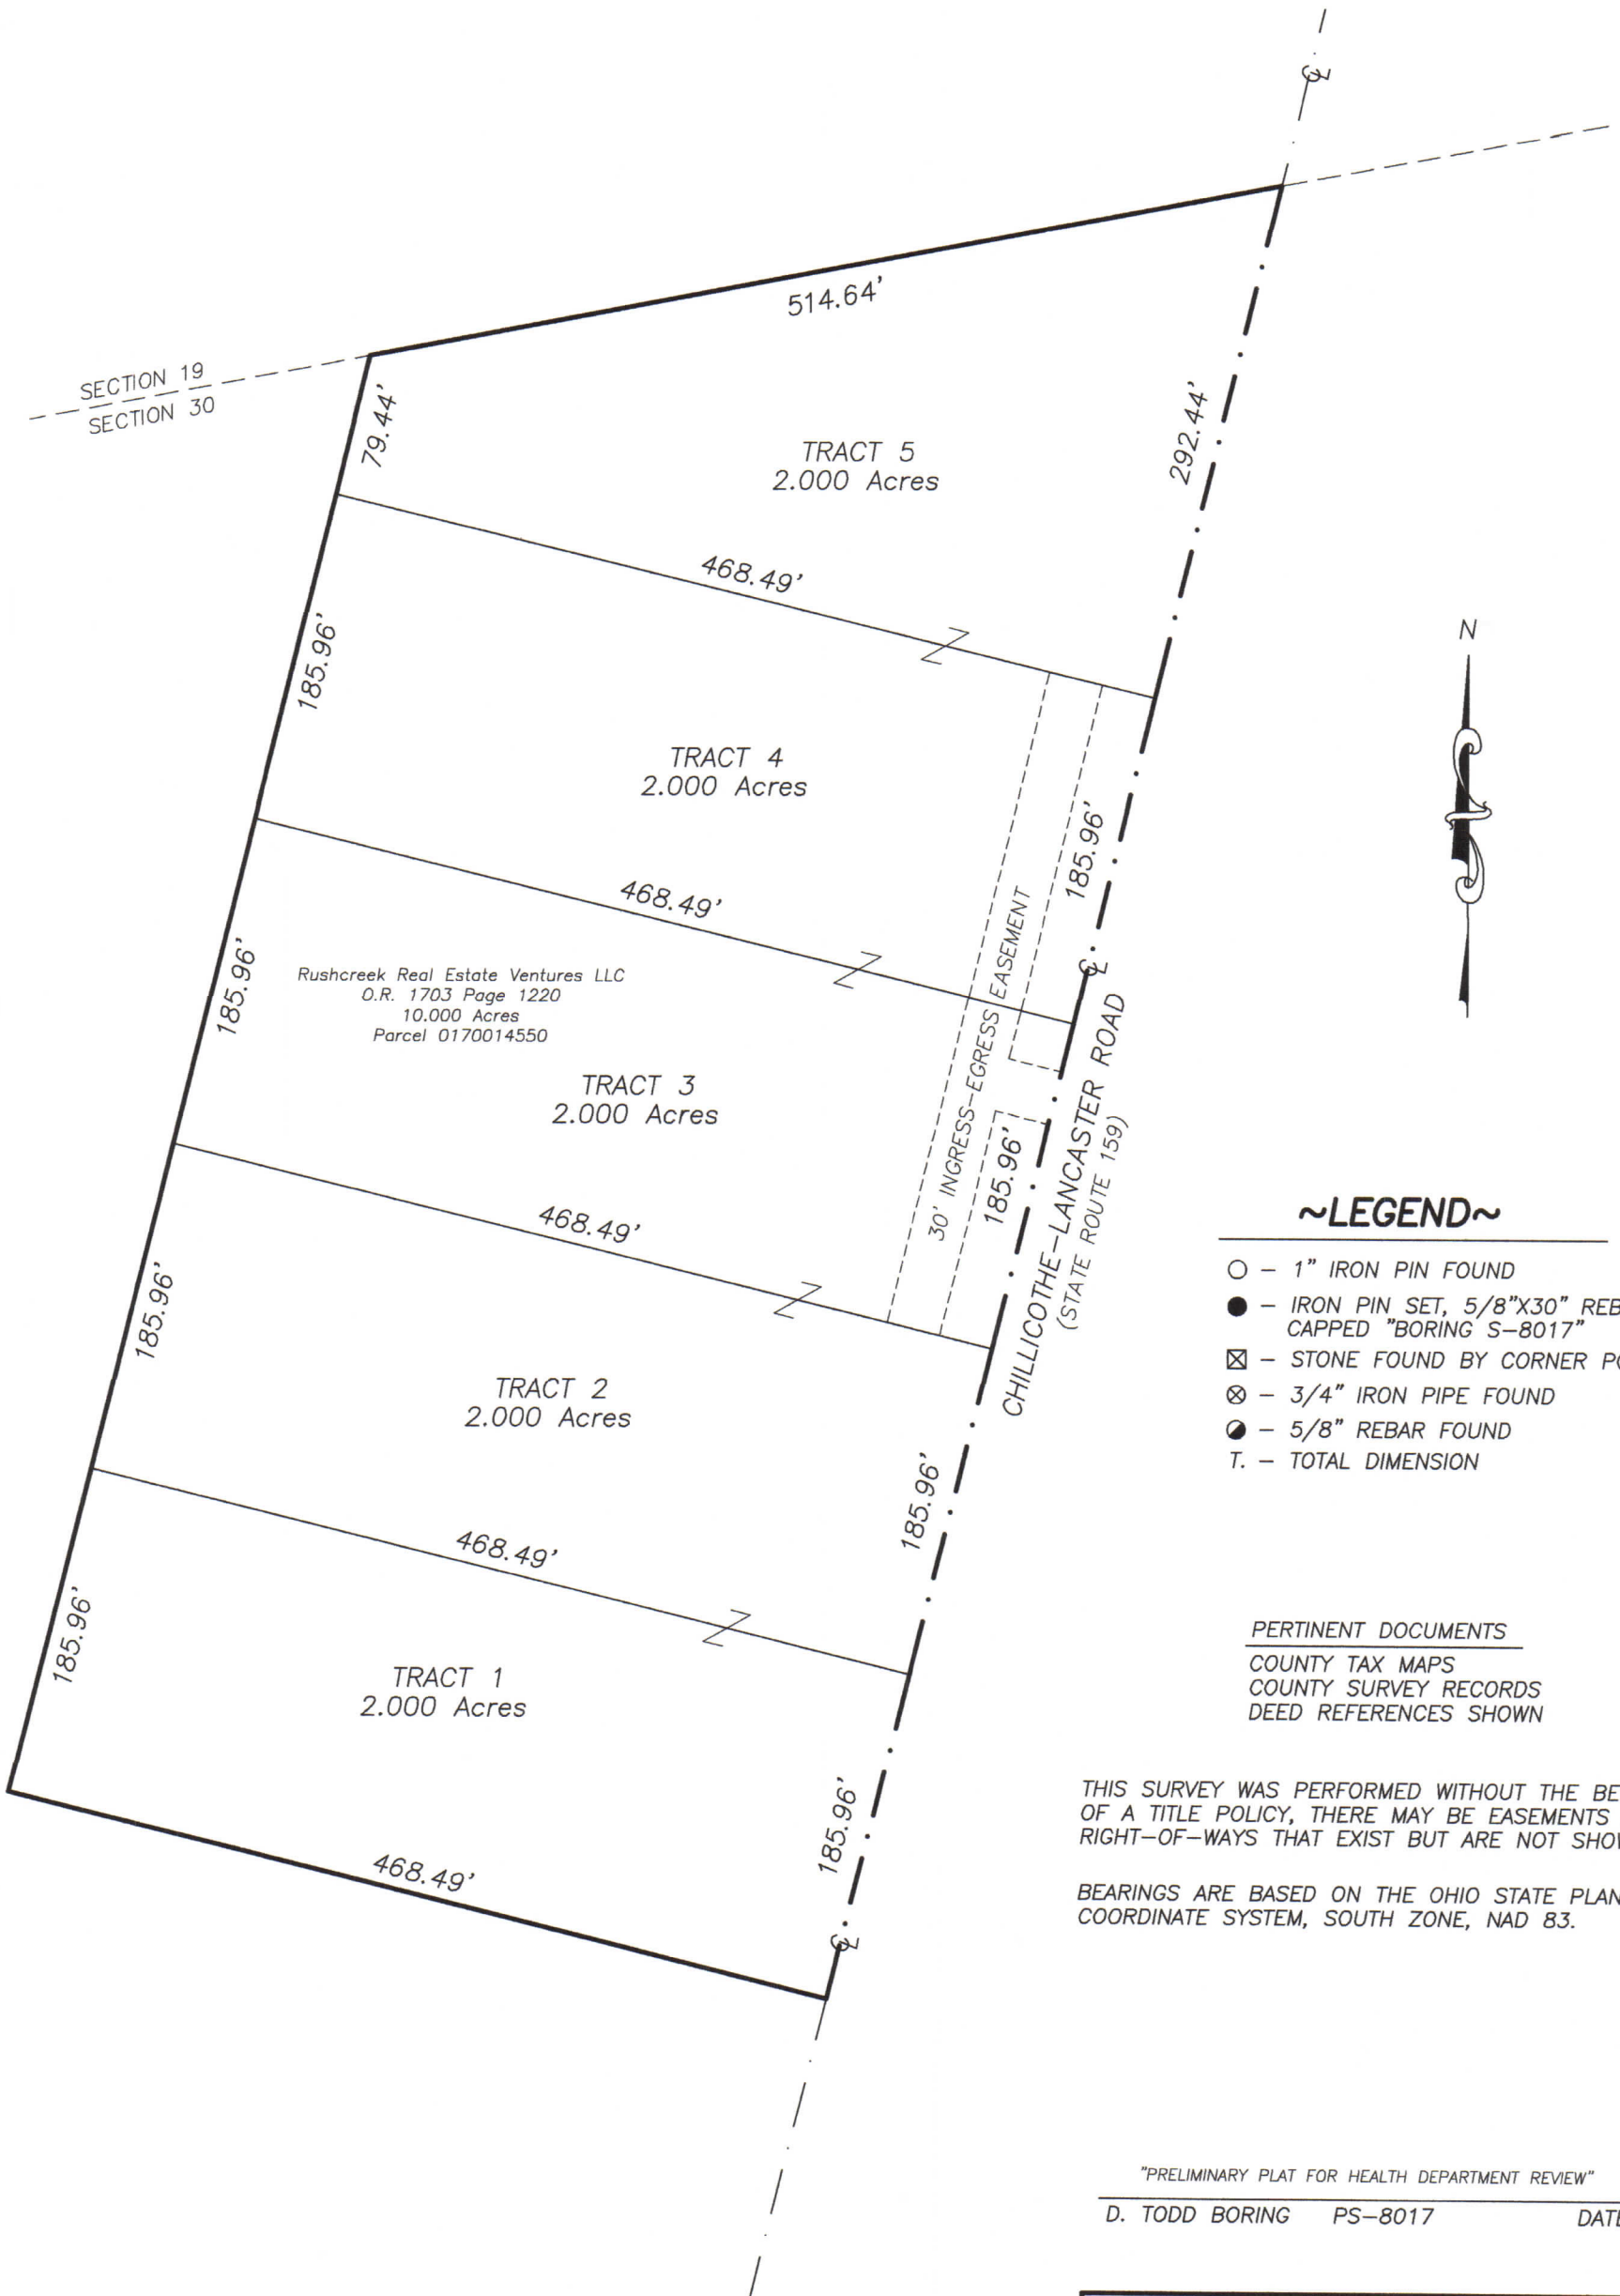 514.64'
SECTION 19
SECTION 30
79.44'
292.44'
TRACT 5
2.000 Acres
468.49'
185.96'
N
TRACT 4
2.000 Acres
185.96'
468.49'
30' INGRESS-EGRESS EASEMENT
185.96'
Rushcreek Real Estate Ventures LLC
O.R. 1703 Page 1220
10.000 Acres
Parcel 0170014550
TRACT 3
2.000 Acres
185.96'
CHILLICOTHE-LANCASTER ROAD
(STATE ROUTE 159)
468.49'
185.96'
TRACT 2
2.000 Acres
185.96'
468.49'
185.96'
TRACT 1
2.000 Acres
185.96'
468.49'
~LEGEND~
- 1" IRON PIN FOUND
- IRON PIN SET, 5/8"X30" REB
CAPPED "BORING S-8017"
- STONE FOUND BY CORNER PO
- 3/4" IRON PIPE FOUND
- 5/8" REBAR FOUND
T. - TOTAL DIMENSION
PERTINENT DOCUMENTS
COUNTY TAX MAPS
COUNTY SURVEY RECORDS
DEED REFERENCES SHOWN
THIS SURVEY WAS PERFORMED WITHOUT THE BE
OF A TITLE POLICY, THERE MAY BE EASEMENTS
RIGHT-OF-WAYS THAT EXIST BUT ARE NOT SHOW
BEARINGS ARE BASED ON THE OHIO STATE PLAN
COORDINATE SYSTEM, SOUTH ZONE, NAD 83.
"PRELIMINARY PLAT FOR HEALTH DEPARTMENT REVIEW"
D. TODD BORING PS-8017 DATE